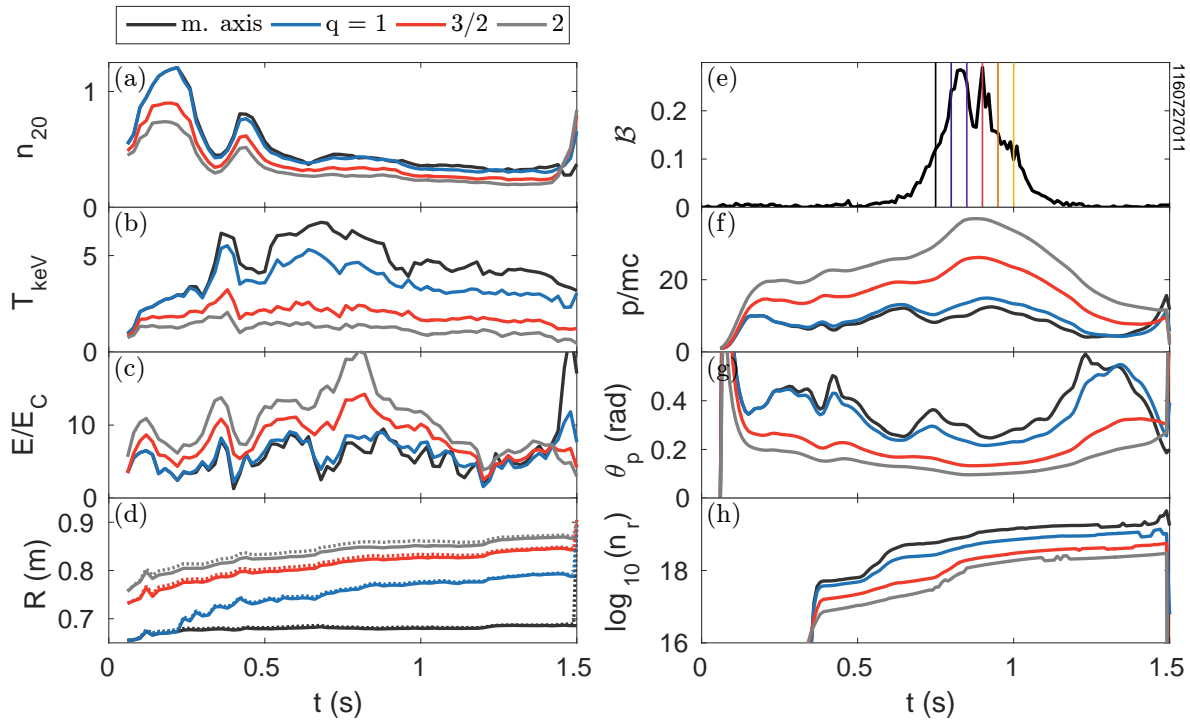 m. axis q = 1 3/2 2
(a)
n20
1
0
(b)
TkeV
5
0
(c)
E/EC
10
0
(d)
R (m)
0.9
0.8
0.7
0 0.5 1 1.5
t (s)
(e)
ℬ
0.2
0.1
0
1160727011
(f)
p/mc
20
0
(g)
θp (rad)
0.4
0.2
0
(h)
log10 (nr)
18
16
0 0.5 1 1.5
t (s)